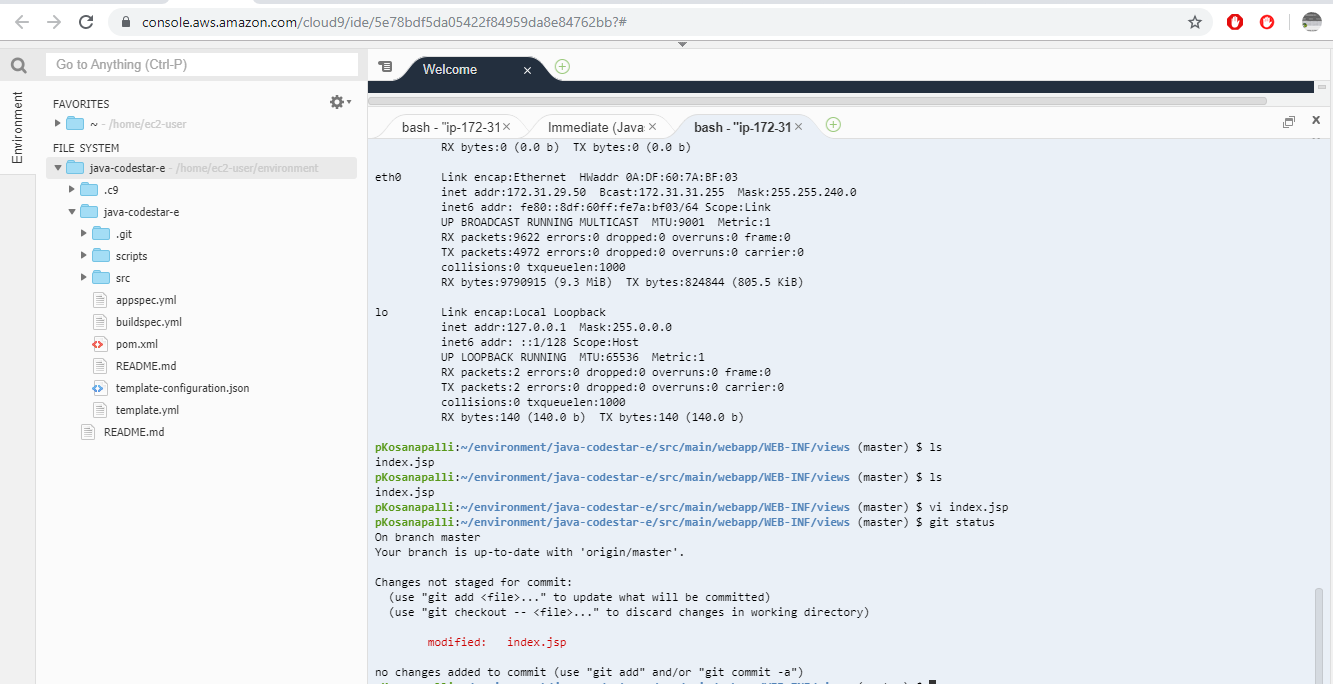 console.aws.amazon.com/cloud9/ide/5e78bdf5da05422f84959da8e84762bb?#
Go to Anything (Ctrl-P)
Welcome
Environment
FAVORITES
~ - /home/ec2-user
FILE SYSTEM
java-codestar-e - /home/ec2-user/environment
.c9
java-codestar-e
.git
scripts
src
appspec.yml
buildspec.yml
pom.xml
README.md
template-configuration.json
template.yml
README.md
bash - "ip-172-31
Immediate (Java
bash - "ip-172-31
RX bytes:0 (0.0 b)  TX bytes:0 (0.0 b)
eth0      Link encap:Ethernet  HWaddr 0A:DF:60:7A:BF:03
inet addr:172.31.29.50  Bcast:172.31.31.255  Mask:255.255.240.0
inet6 addr: fe80::8df:60ff:fe7a:bf03/64 Scope:Link
UP BROADCAST RUNNING MULTICAST  MTU:9001  Metric:1
RX packets:9622 errors:0 dropped:0 overruns:0 frame:0
TX packets:4972 errors:0 dropped:0 overruns:0 carrier:0
collisions:0 txqueuelen:1000
RX bytes:9790915 (9.3 MiB)  TX bytes:824844 (805.5 KiB)
lo        Link encap:Local Loopback
inet addr:127.0.0.1  Mask:255.0.0.0
inet6 addr: ::1/128 Scope:Host
UP LOOPBACK RUNNING  MTU:65536  Metric:1
RX packets:2 errors:0 dropped:0 overruns:0 frame:0
TX packets:2 errors:0 dropped:0 overruns:0 carrier:0
collisions:0 txqueuelen:1000
RX bytes:140 (140.0 b)  TX bytes:140 (140.0 b)
pKosanapalli:~/environment/java-codestar-e/src/main/webapp/WEB-INF/views (master) $ ls
index.jsp
pKosanapalli:~/environment/java-codestar-e/src/main/webapp/WEB-INF/views (master) $ ls
index.jsp
pKosanapalli:~/environment/java-codestar-e/src/main/webapp/WEB-INF/views (master) $ vi index.jsp
pKosanapalli:~/environment/java-codestar-e/src/main/webapp/WEB-INF/views (master) $ git status
On branch master
Your branch is up-to-date with 'origin/master'.
Changes not staged for commit:
(use "git add <file>..." to update what will be committed)
(use "git checkout -- <file>..." to discard changes in working directory)
modified:   index.jsp
no changes added to commit (use "git add" and/or "git commit -a")